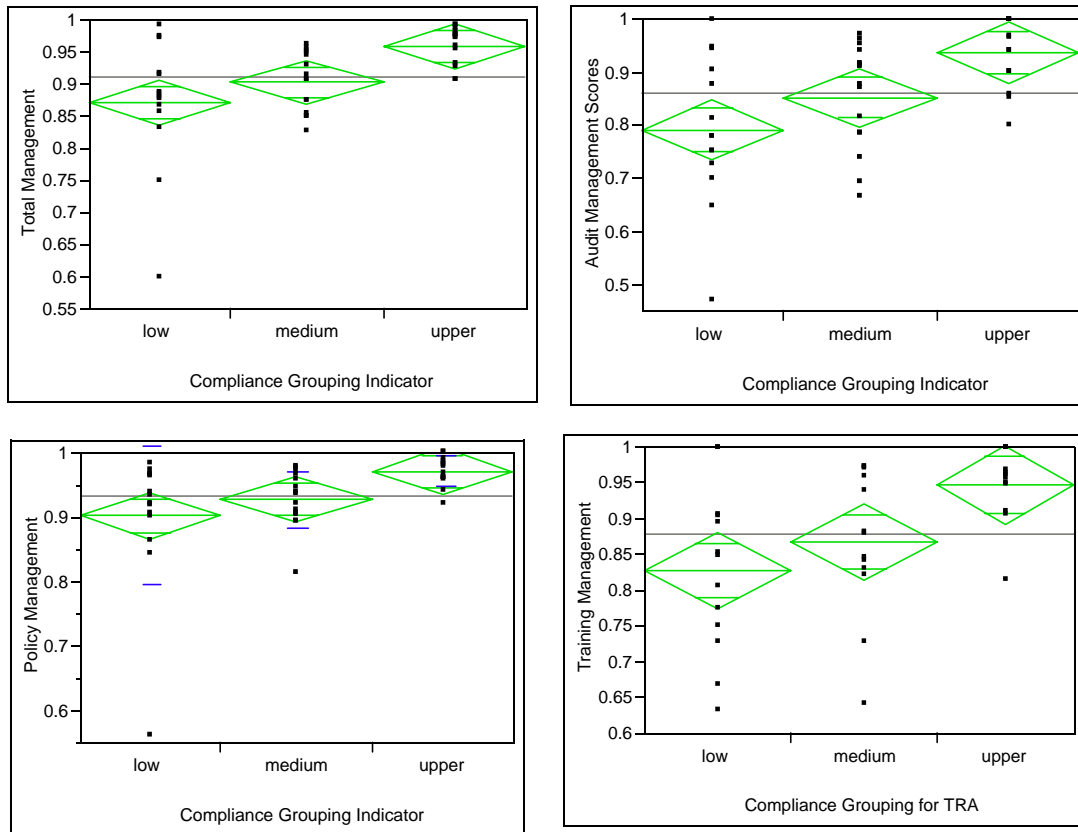 Total Management
1
0.95
0.9
0.85
0.8
0.75
0.7
0.65
0.6
0.55
low medium upper
Compliance Grouping Indicator
Audit Management Scores
1
0.9
0.8
0.7
0.6
0.5
low medium upper
Compliance Grouping Indicator
Policy Management
1
0.9
0.8
0.7
0.6
low medium upper
Compliance Grouping Indicator
Training Management
1
0.95
0.9
0.85
0.8
0.75
0.7
0.65
0.6
low medium upper
Compliance Grouping for TRA